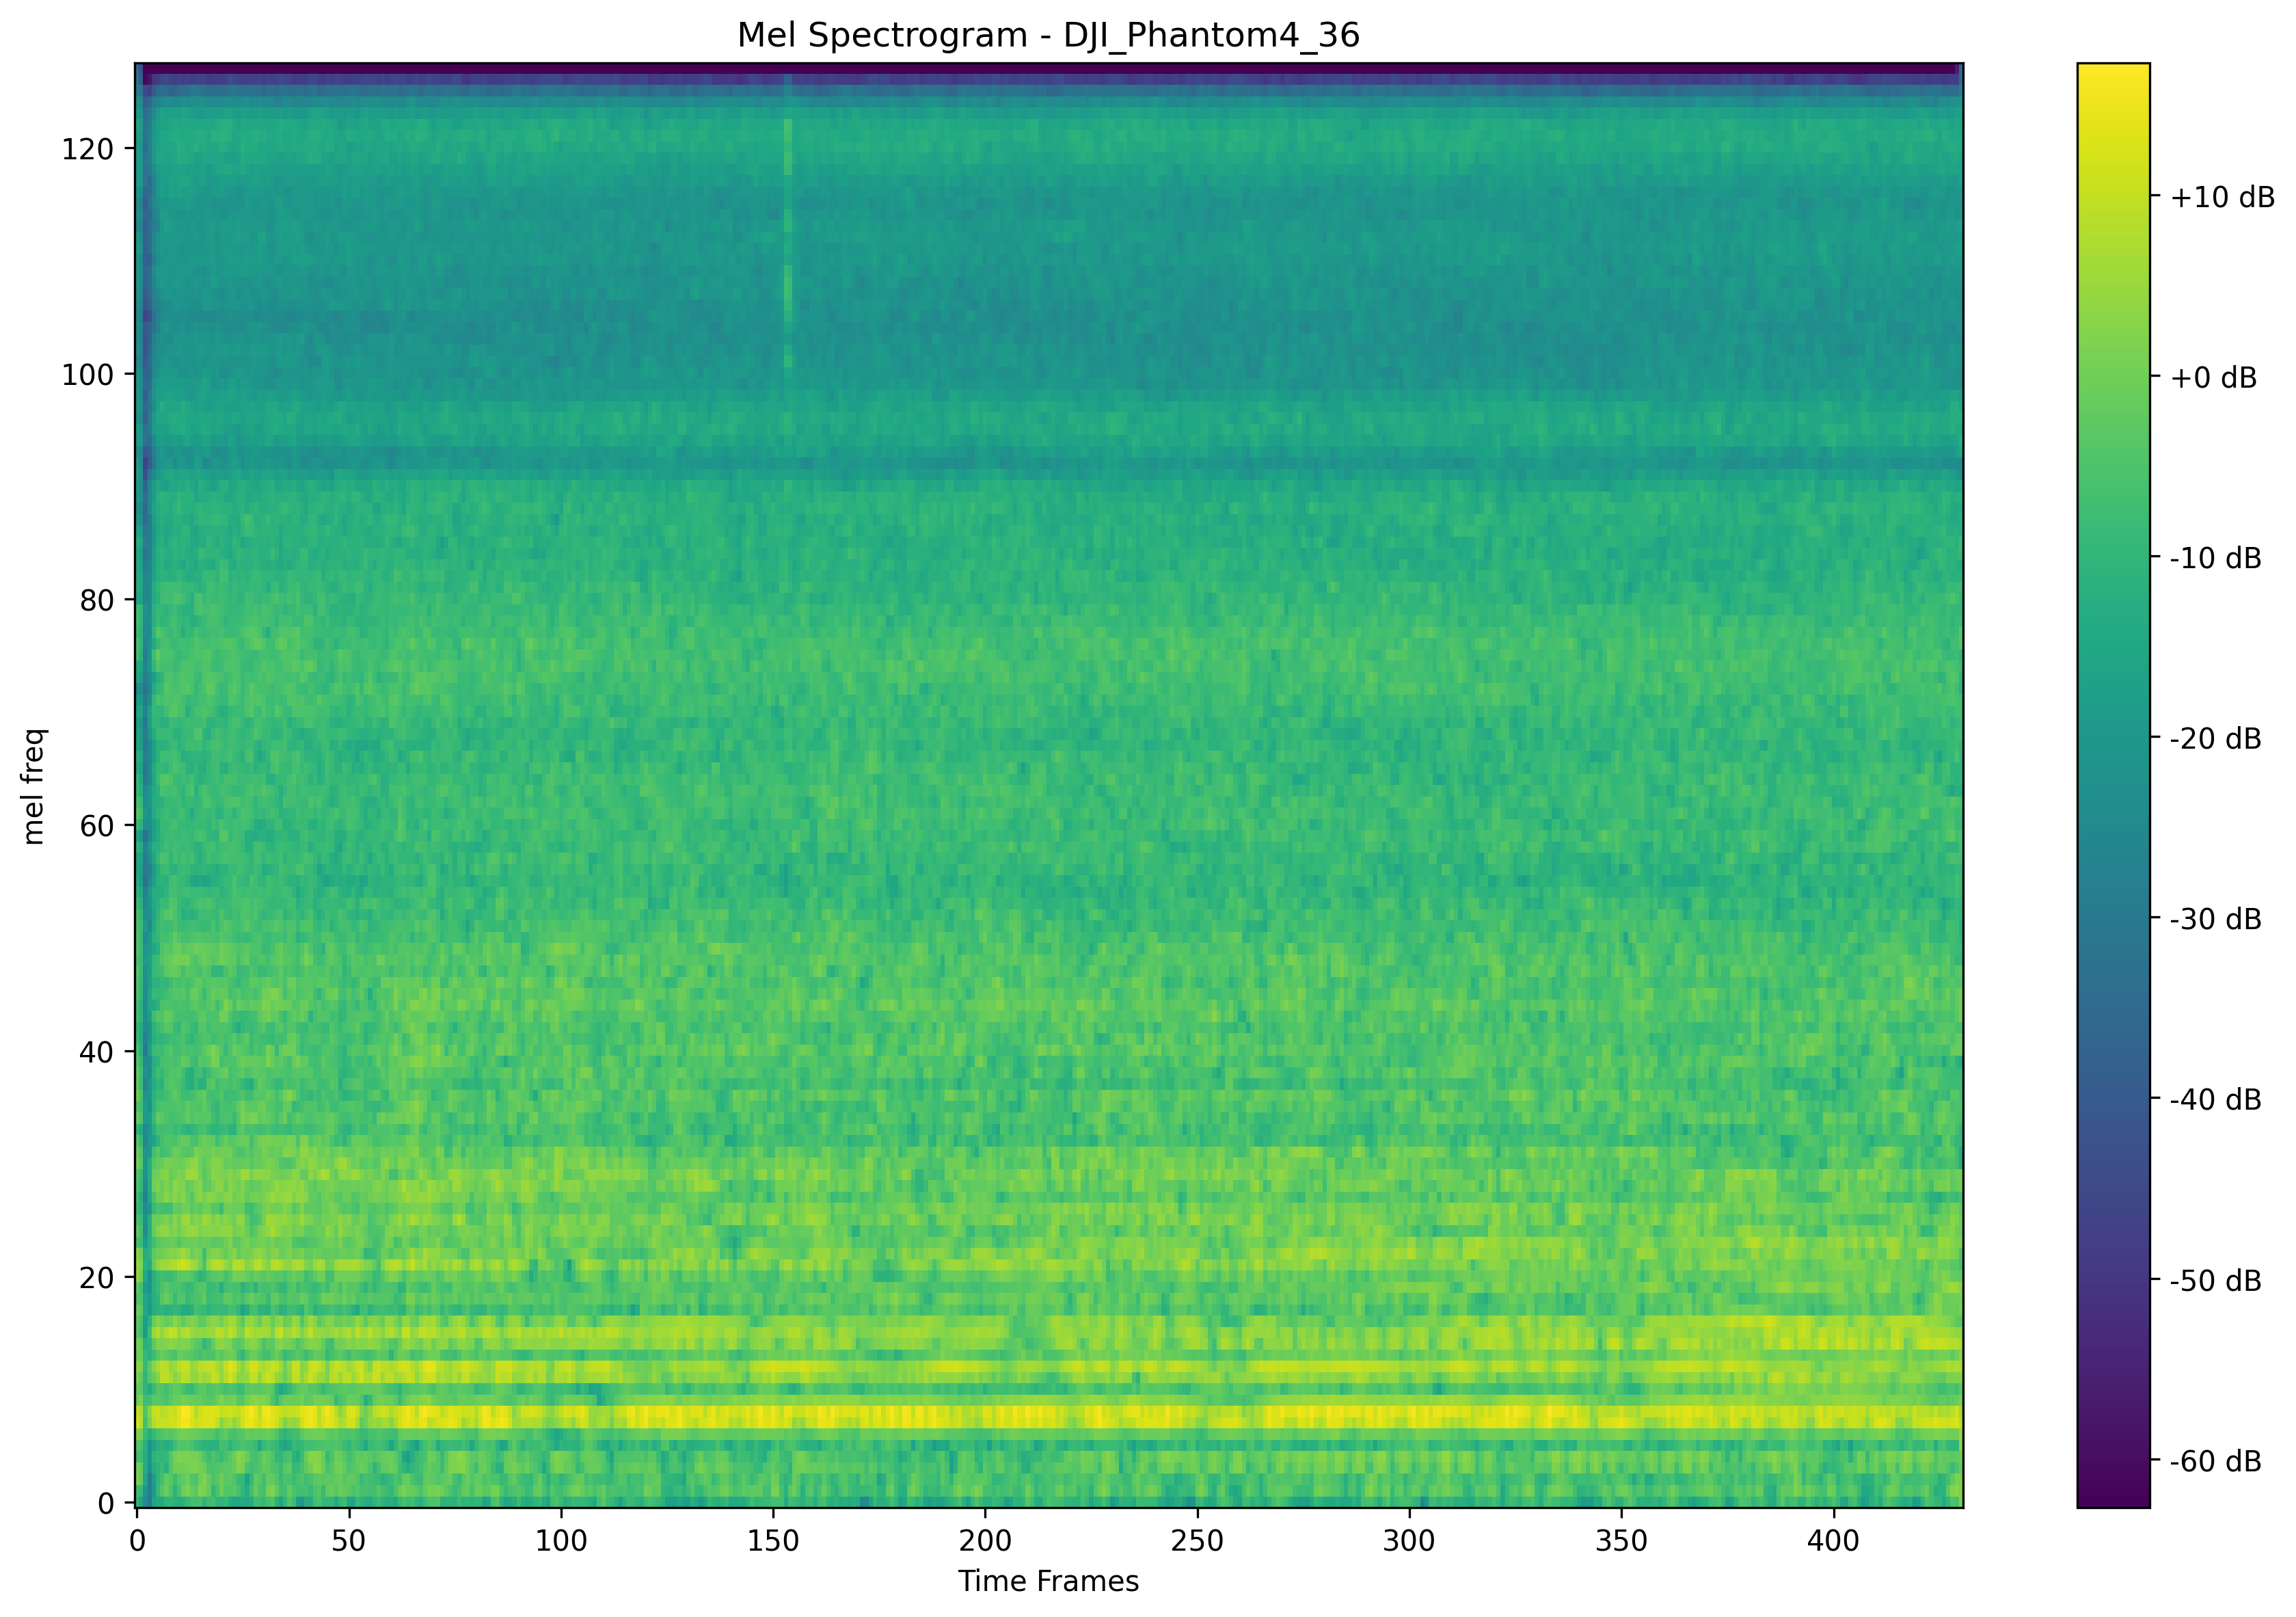 Mel Spectrogram - DJI_Phantom4_36
mel freq
120
100
80
60
40
20
0
0 50 100 150 200 250 300 350 400
Time Frames
+10 dB
+0 dB
-10 dB
-20 dB
-30 dB
-40 dB
-50 dB
-60 dB